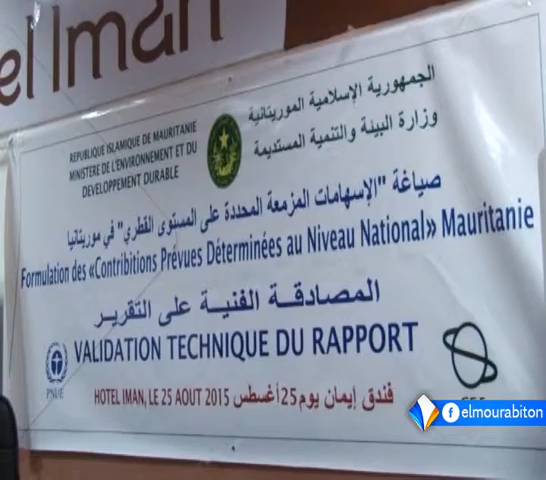 el Iman
الجمهورية الإسلامية الموريتانية
وزارة البيئة والتنمية المستديمة
REPUBLIQUE ISLAMIQUE DE MAURITANIE
MINISTERE DE L'ENVIRONNEMENT ET DU
DEVELOPPEMENT DURABLE
صياغة "الإسهامات المزمعة المحددة على المستوى القطري" في موريتانيا
Formulation des «Contribitions Prévues Déterminées au Niveau National» Mauritanie
المصادقة الفنية على التقرير
VALIDATION TECHNIQUE DU RAPPORT
PNUE
فندق إيمان يوم 25 أغسطس 2015 HOTEL IMAN, LE 25 AOUT 2015
elmourabiton